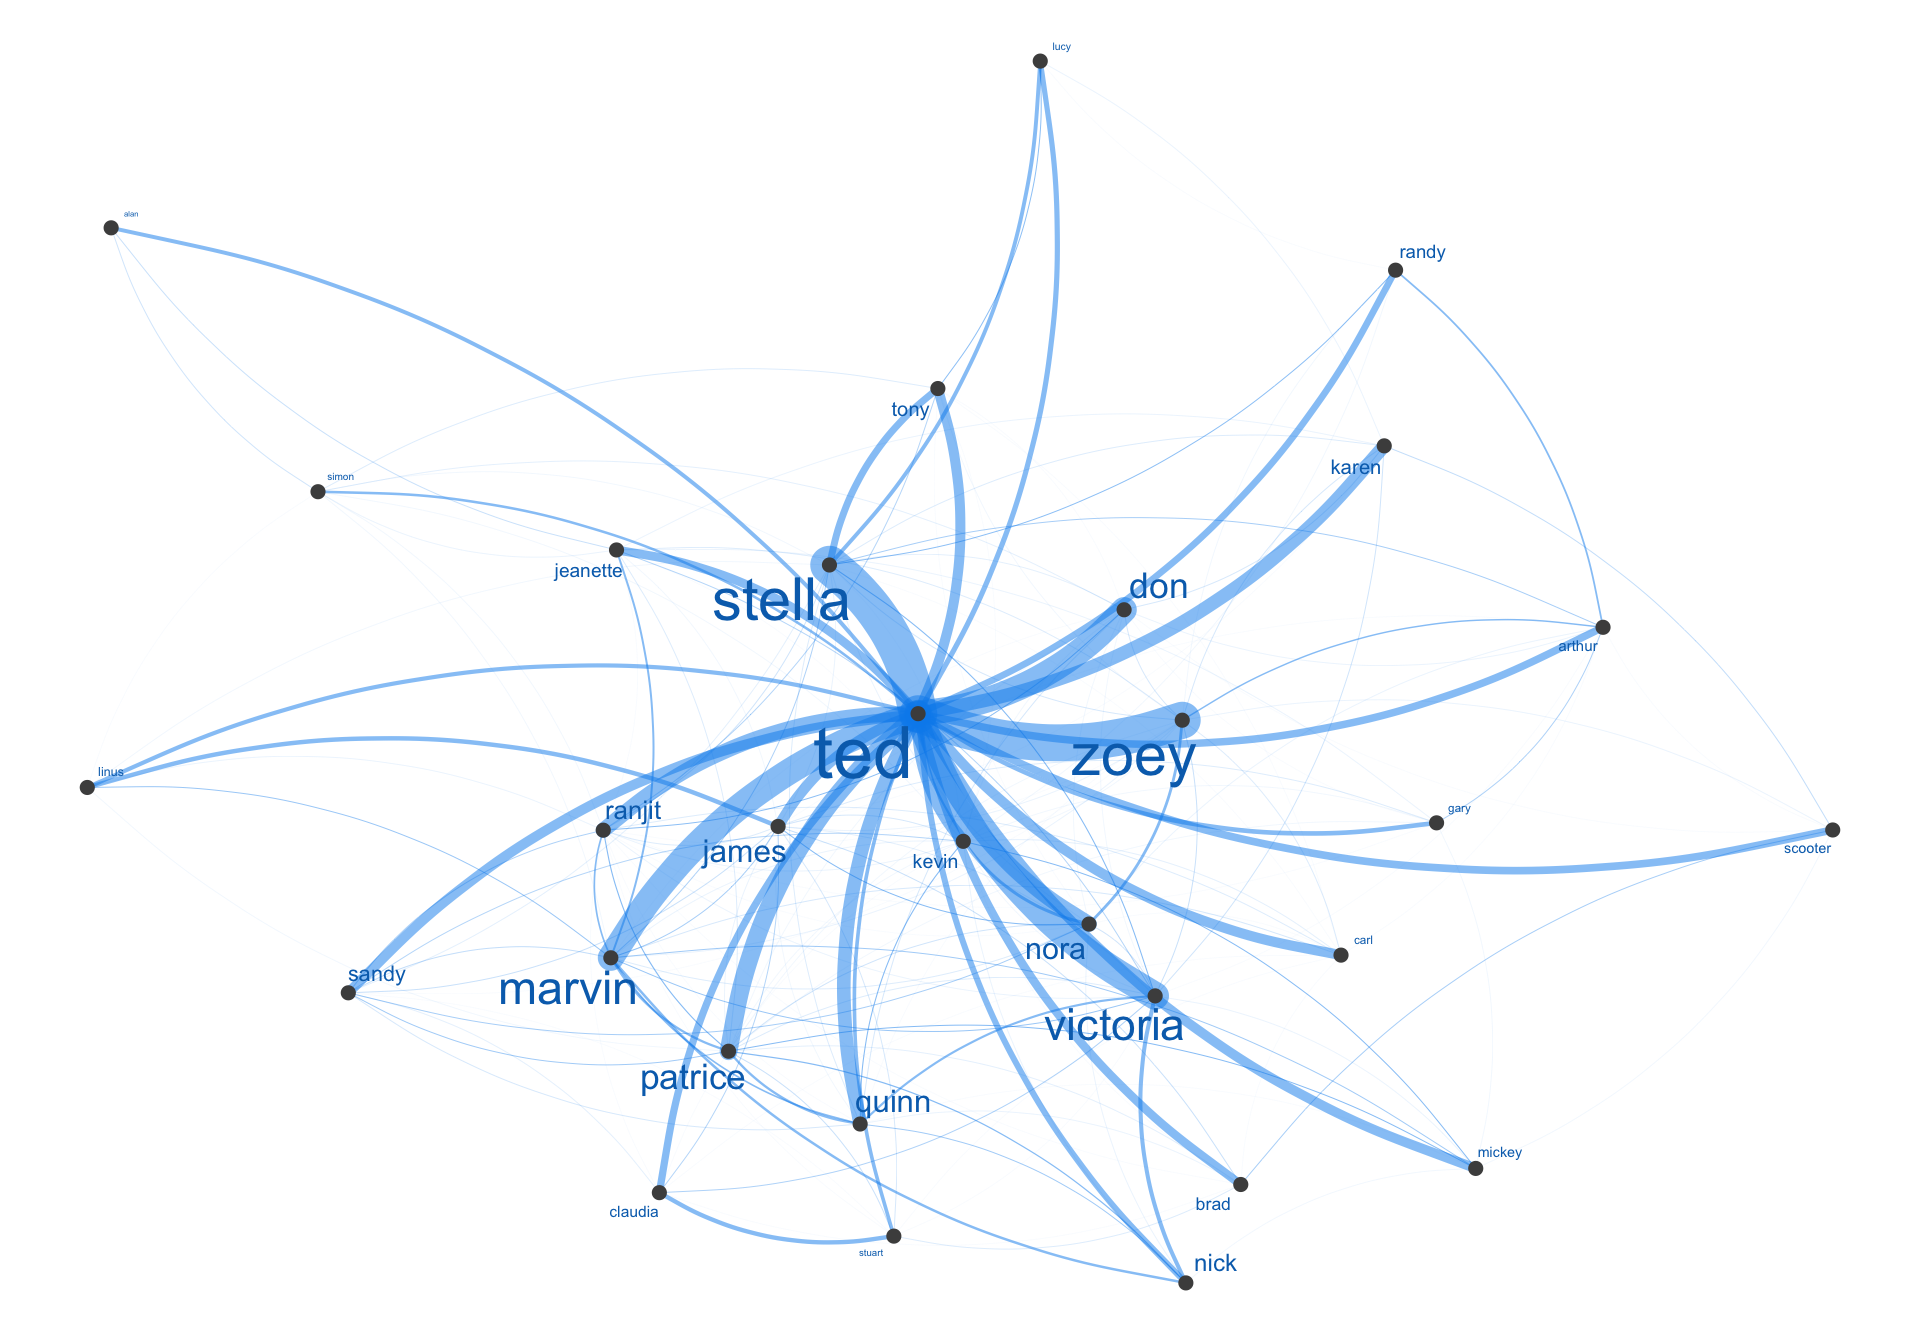 lucy
alan
randy
tony
karen
simon
jeanette
stella
don
arthur
ted
zoey
linus
ranjit
gary
james
kevin
scooter
nora
carl
sandy
marvin
victoria
patrice
quinn
mickey
claudia
brad
stuart
nick